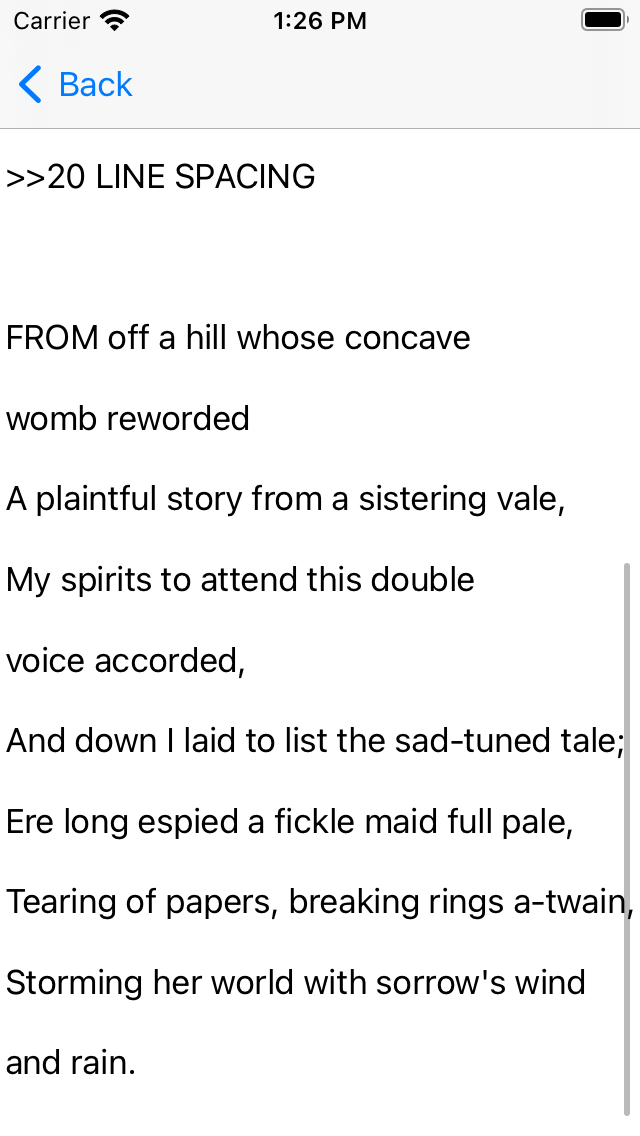 Carrier 1:26 PM
Back
>>20 LINE SPACING
FROM off a hill whose concave
womb reworded
A plaintful story from a sistering vale,
My spirits to attend this double
voice accorded,
And down I laid to list the sad-tuned tale;
Ere long espied a fickle maid full pale,
Tearing of papers, breaking rings a-twain,
Storming her world with sorrow's wind
and rain.